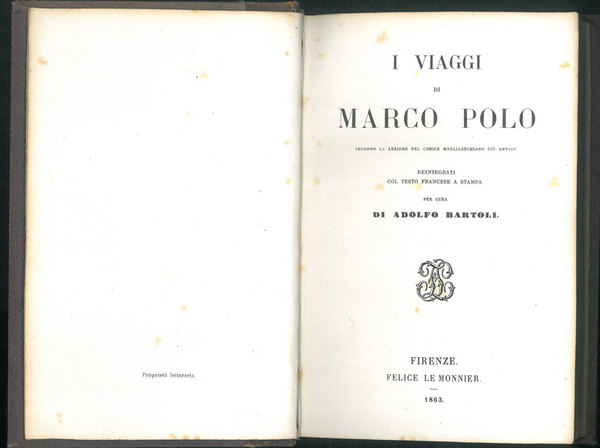 Proprietà letteraria.
I VIAGGI
DI
MARCO POLO
SECONDO LA LEZIONE DEL CODICE MAGLIABECHIANO PIÙ ANTICO
REINTEGRATI
COL TESTO FRANCESE A STAMPA
PER CURA
DI ADOLFO BARTOLI.
FIRENZE.
FELICE LE MONNIER.
1863.